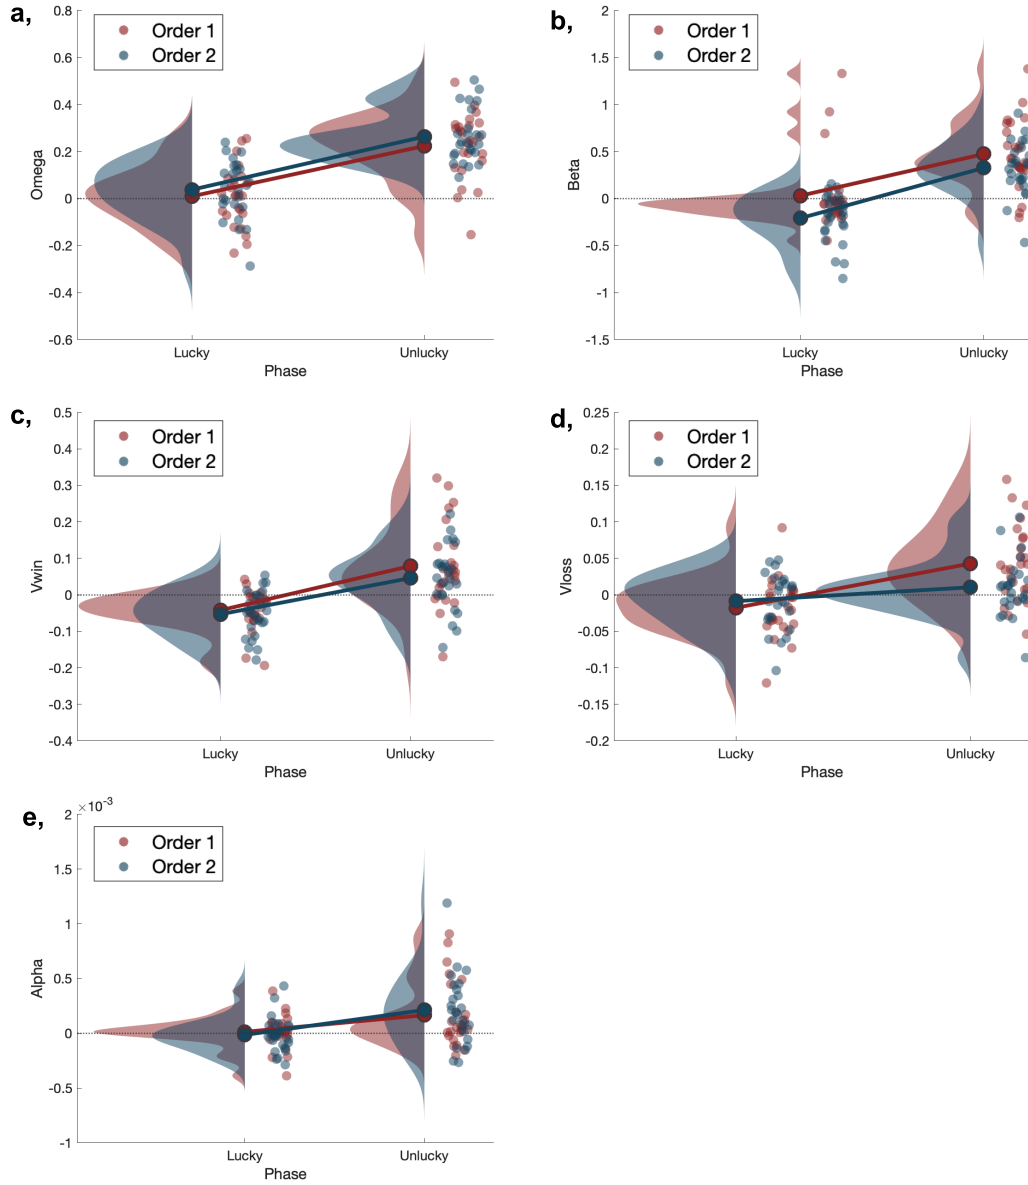 a,
Order 1
Order 2
0.8
0.6
0.4
0.2
0
-0.2
-0.4
-0.6
Omega
Lucky
Unlucky
Phase
b,
Order 1
Order 2
2
1.5
1
0.5
0
-0.5
-1
-1.5
Beta
Lucky
Unlucky
Phase
c,
Order 1
Order 2
0.5
0.4
0.3
0.2
0.1
0
-0.1
-0.2
-0.3
-0.4
Vwin
Lucky
Unlucky
Phase
d,
Order 1
Order 2
0.25
0.2
0.15
0.1
0.05
0
-0.05
-0.1
-0.15
-0.2
Vloss
Lucky
Unlucky
Phase
e,
×10-3
Order 1
Order 2
2
1.5
1
0.5
0
-0.5
-1
Alpha
Lucky
Unlucky
Phase